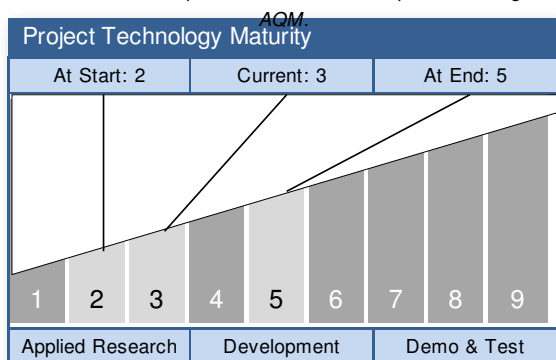 AQM.
Project Technology Maturity
At Start: 2 Current: 3 At End: 5
1 2 3 4 5 6 7 8 9
Applied Research Development Demo & Test